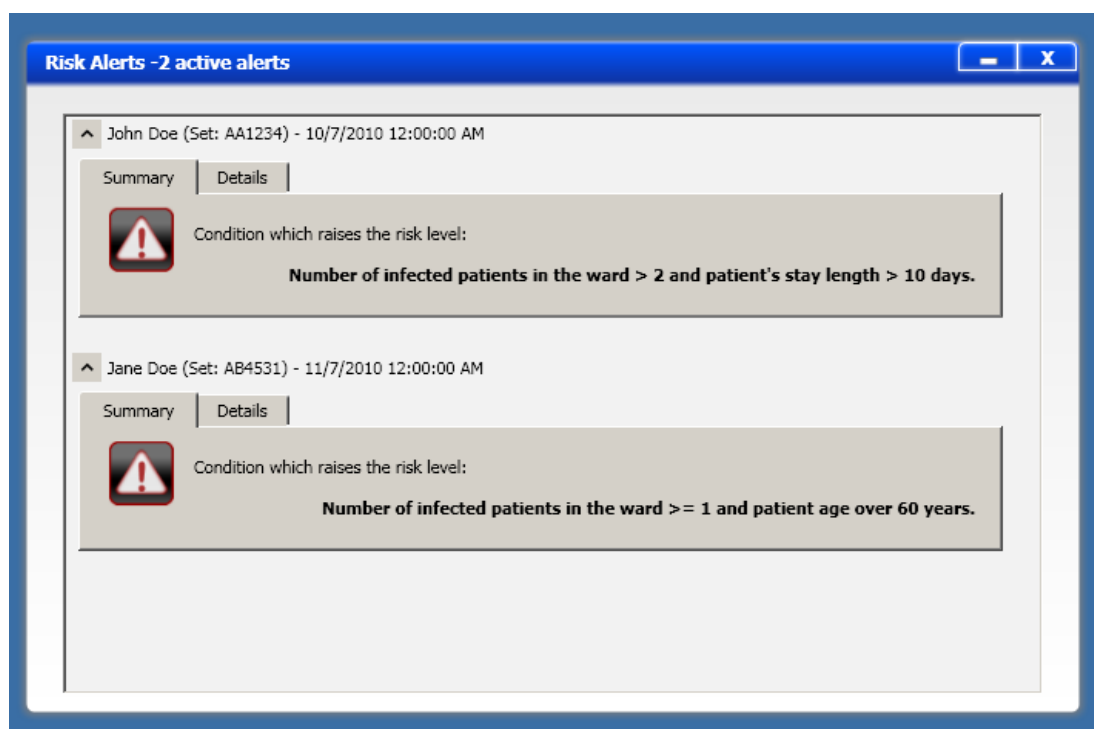 Risk Alerts -2 active alerts
X
John Doe (Set: AA1234) - 10/7/2010 12:00:00 AM
Summary Details
Condition which raises the risk level:
Number of infected patients in the ward > 2 and patient's stay length > 10 days.
Jane Doe (Set: AB4531) - 11/7/2010 12:00:00 AM
Summary Details
Condition which raises the risk level:
Number of infected patients in the ward >= 1 and patient age over 60 years.